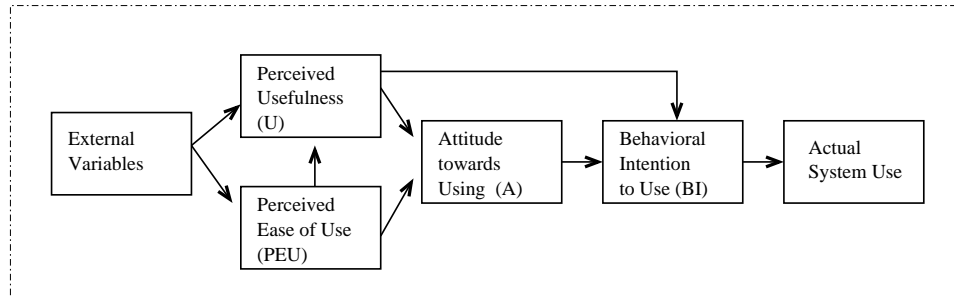 External
Variables
Perceived
Usefulness
(U)
Perceived
Ease of Use
(PEU)
Attitude
towards
Using (A)
Behavioral
Intention
to Use (BI)
Actual
System Use